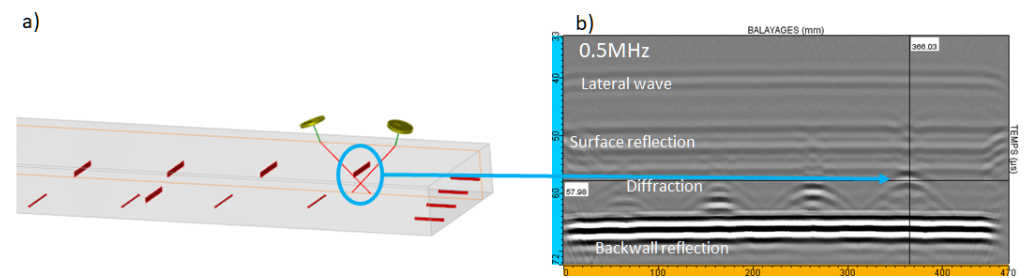 a)
b)
BALAYAGES (mm)
33
366.03
0.5MHz
40
Lateral wave
50
Surface reflection
TEMPS (µs)
57.98
60
Diffraction
Backwall reflection
72
0
100
200
300
400
470